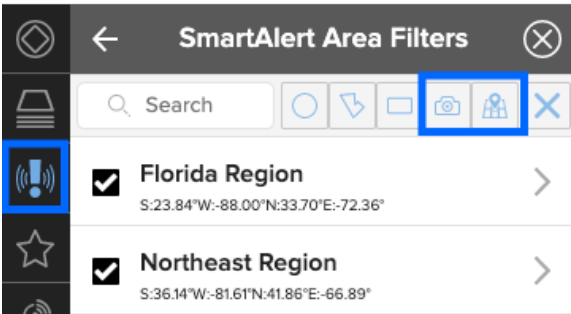 SmartAlert Area Filters
Search
Florida Region
S:23.84°W:-88.00°N:33.70°E:-72.36°
Northeast Region
S:36.14°W:-81.61°N:41.86°E:-66.89°